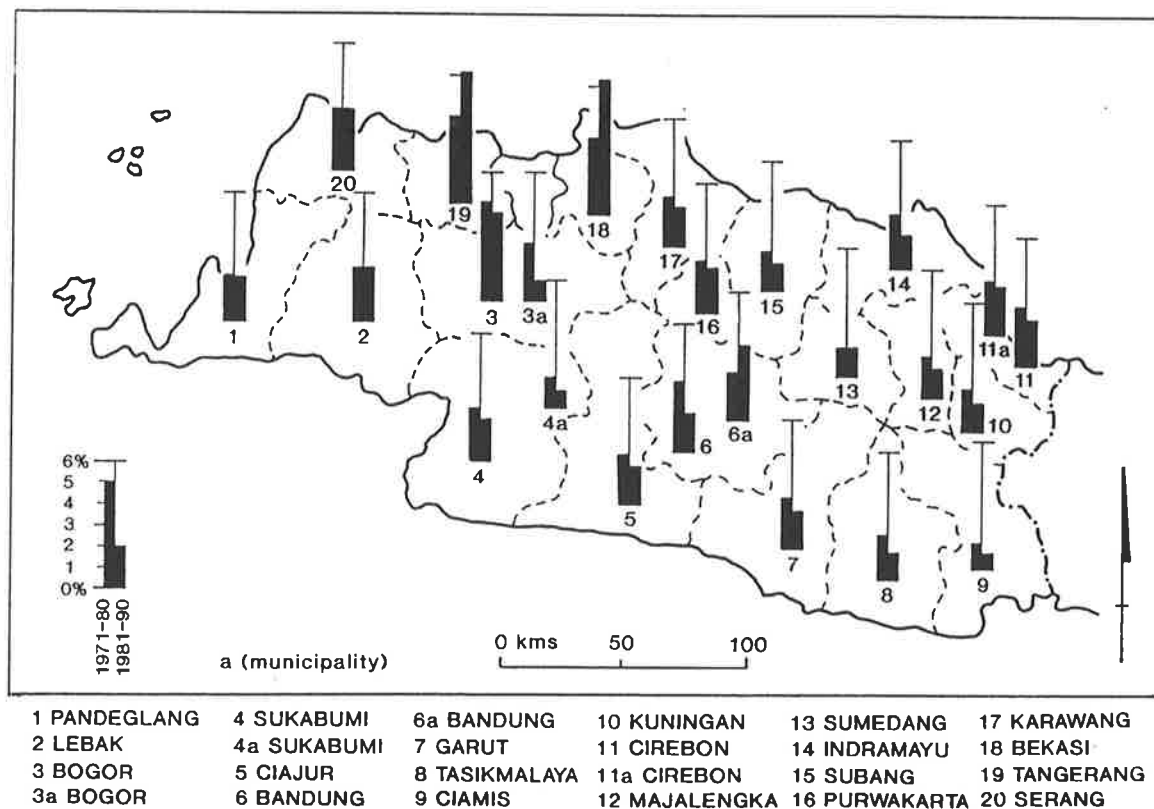 20
19
18
17
16
15
14
1
2
3
3a
11a
11
13
12
10
4a
4
5
6
6a
7
8
9
6%
5
4
3
2
1
0%
1971-80
1981-90
a (municipality)
0 kms 50 100
1 PANDEGLANG 4 SUKABUMI 6a BANDUNG 10 KUNINGAN 13 SUMEDANG 17 KARAWANG
2 LEBAK 4a SUKABUMI 7 GARUT 11 CIREBON 14 INDRAMAYU 18 BEKASI
3 BOGOR 5 CIAJUR 8 TASIKMALAYA 11a CIREBON 15 SUBANG 19 TANGERANG
3a BOGOR 6 BANDUNG 9 CIAMIS 12 MAJALENGKA 16 PURWAKARTA 20 SERANG